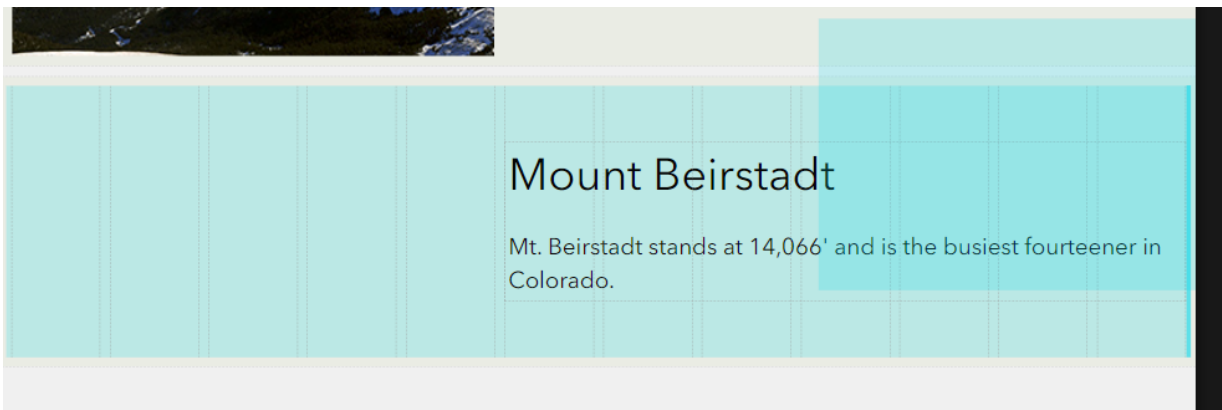 Mount Beirstadt
Mt. Beirstadt stands at 14,066' and is the busiest fourteener in
Colorado.